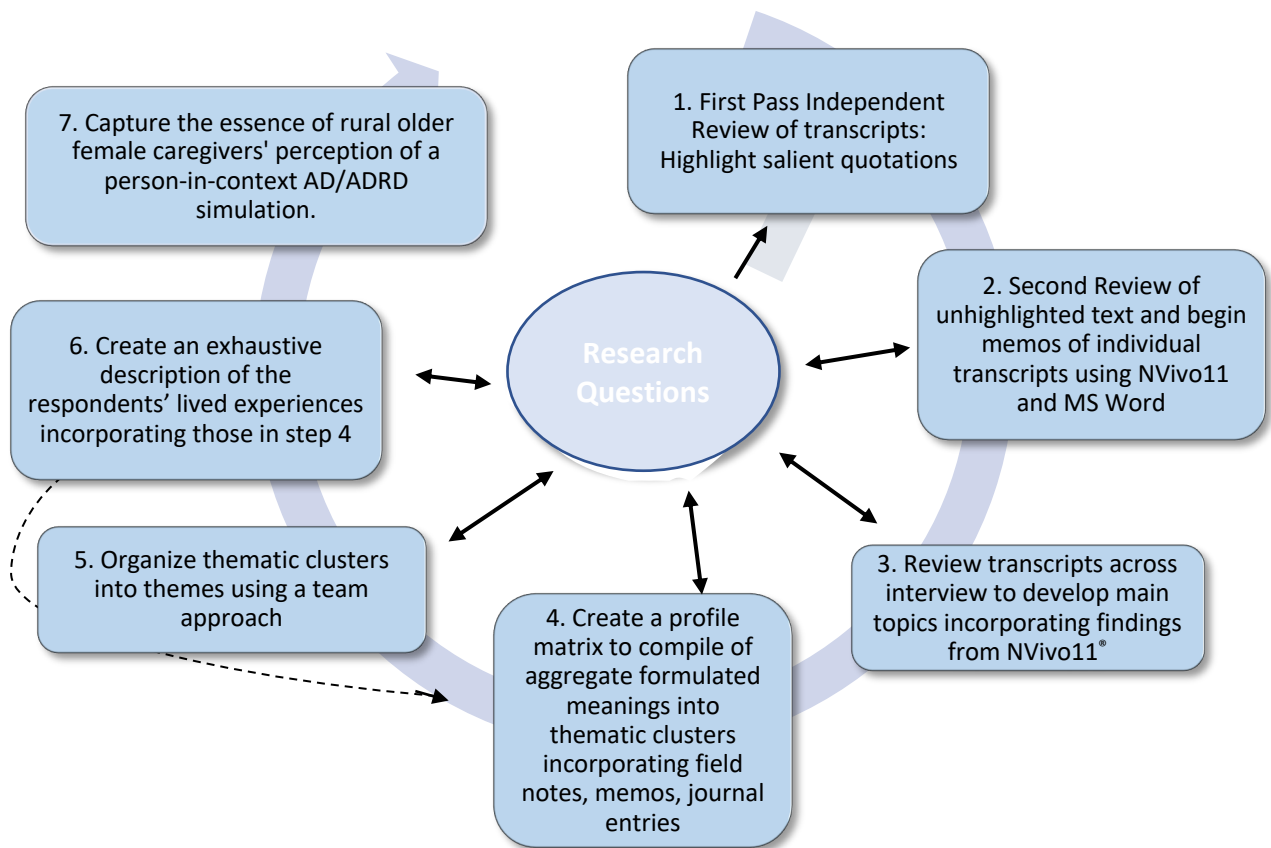 1. First Pass Independent
Review of transcripts:
Highlight salient quotations
2. Second Review of
unhighlighted text and begin
memos of individual
transcripts using NVivo11
and MS Word
3. Review transcripts across
interview to develop main
topics incorporating findings
from NVivo11®
4. Create a profile
matrix to compile of
aggregate formulated
meanings into
thematic clusters
incorporating field
notes, memos, journal
entries
5. Organize thematic clusters
into themes using a team
approach
6. Create an exhaustive
description of the
respondents’ lived experiences
incorporating those in step 4
7. Capture the essence of rural older
female caregivers' perception of a
person-in-context AD/ADRD
simulation.
Research
Questions